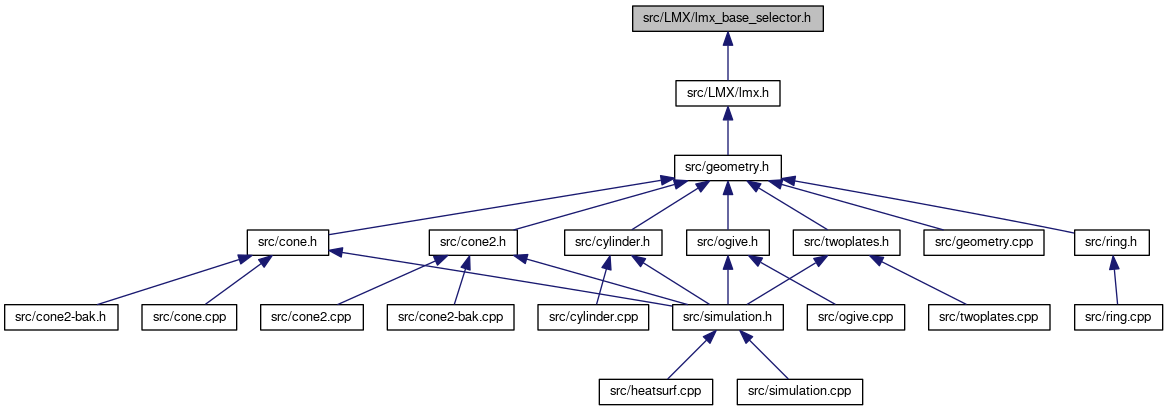 src/LMX/lmx_base_selector.h
src/LMX/lmx.h
src/geometry.h
src/cone.h
src/cone2.h
src/cylinder.h
src/ogive.h
src/twoplates.h
src/geometry.cpp
src/ring.h
src/cone2-bak.h
src/cone.cpp
src/cone2.cpp
src/cone2-bak.cpp
src/cylinder.cpp
src/simulation.h
src/ogive.cpp
src/twoplates.cpp
src/ring.cpp
src/heatsurf.cpp
src/simulation.cpp